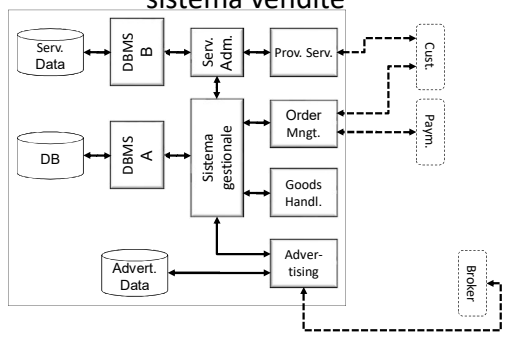 sistema vendite
Serv.
Data
DBMS
B
Serv.
Adm.
Prov. Serv.
Cust.
DB
DBMS
A
Sistema
gestionale
Order
Mngt.
Paym.
Goods
Handl.
Advert.
Data
Adver-
tising
Broker